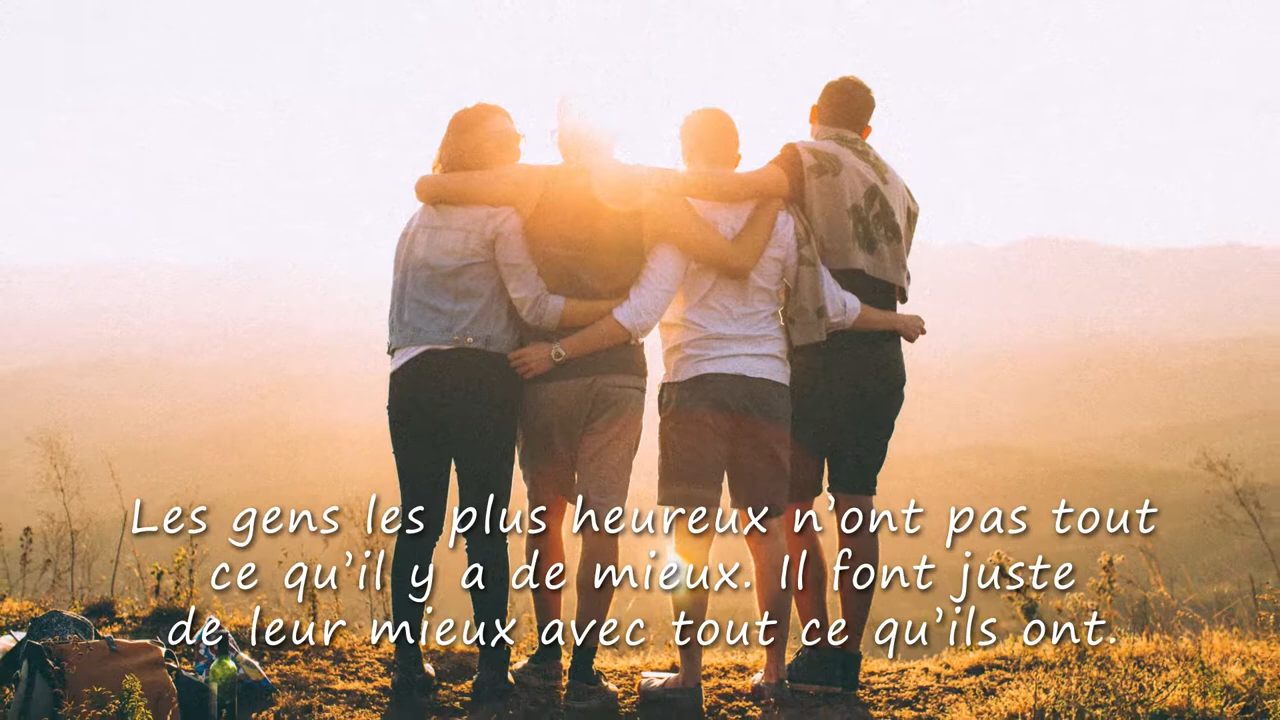 Les gens les plus heureux n’ont pas tout
ce qu’il y a de mieux. Il font juste
de leur mieux avec tout ce qu’ils ont.